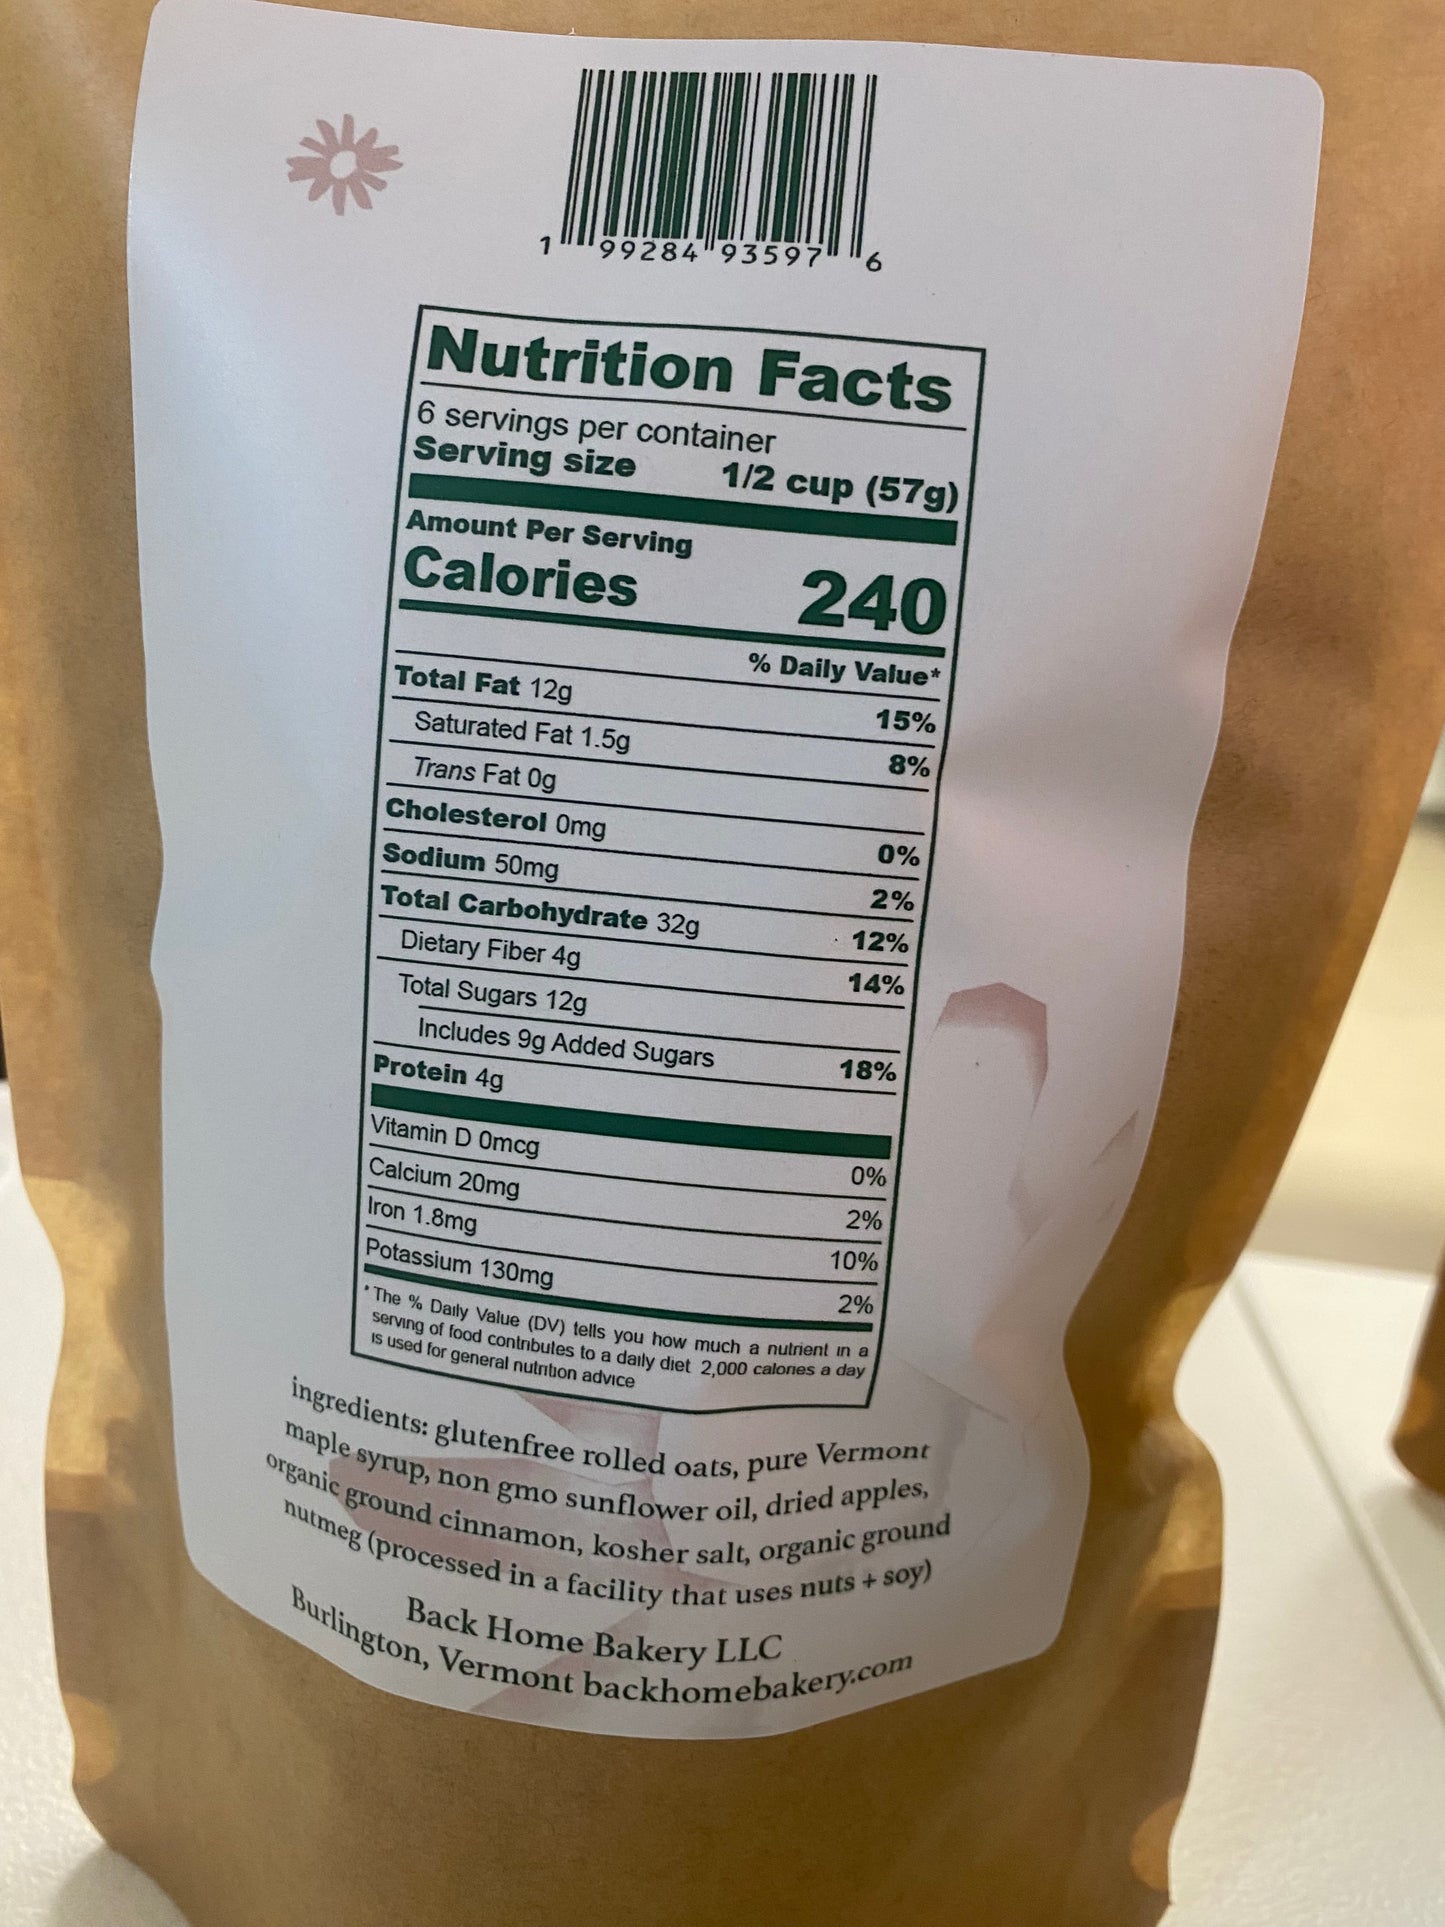 1 99284 93597 6
Nutrition Facts
6 servings per container
Serving size 1/2 cup (57g)
Amount Per Serving
Calories 240
% Daily Value*
Total Fat 12g 15%
Saturated Fat 1.5g 8%
Trans Fat 0g
Cholesterol 0mg 0%
Sodium 50mg 2%
Total Carbohydrate 32g 12%
Dietary Fiber 4g 14%
Total Sugars 12g
Includes 9g Added Sugars 18%
Protein 4g
Vitamin D 0mcg 0%
Calcium 20mg 2%
Iron 1.8mg 10%
Potassium 130mg 2%
* The % Daily Value (DV) tells you how much a nutrient in a
serving of food contributes to a daily diet 2,000 calories a day
is used for general nutrition advice
ingredients: glutenfree rolled oats, pure Vermont
maple syrup, non gmo sunflower oil, dried apples,
organic ground cinnamon, kosher salt, organic ground
nutmeg (processed in a facility that uses nuts + soy)
Back Home Bakery LLC
Burlington, Vermont backhomebakery.com